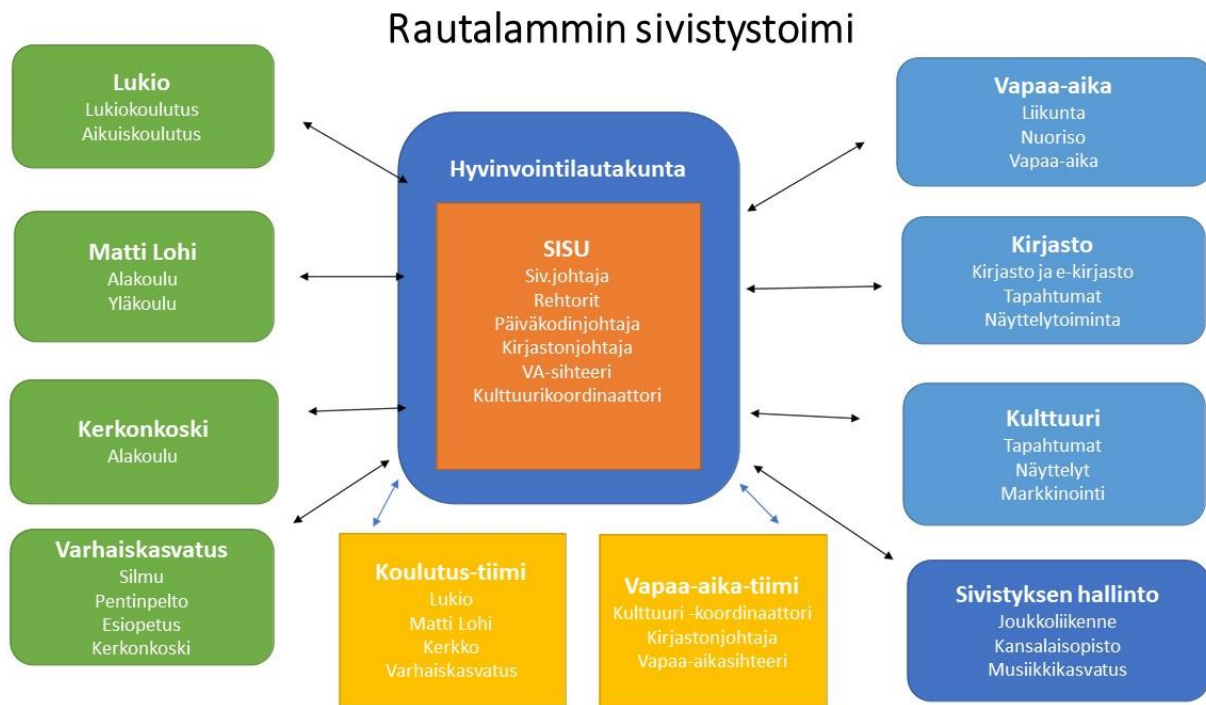 Rautalammin sivistystoimi
Lukio
Lukiokoulutus
Aikuiskoulutus
Matti Lohi
Alakoulu
Yläkoulu
Kerkonkoski
Alakoulu
Varhaiskasvatus
Silmu
Pentinpelto
Esiopetus
Kerkonkoski
Hyvinvointilautakunta
SISU
Siv.johtaja
Rehtorit
Päiväkodinjohtaja
Kirjastonjohtaja
VA-sihteeri
Kulttuurikoordinaattori
Koulutus-tiimi
Lukio
Matti Lohi
Kerkko
Varhaiskasvatus
Vapaa-aika-tiimi
Kulttuuri -koordinaattori
Kirjastonjohtaja
Vapaa-aikasihteeri
Vapaa-aika
Liikunta
Nuoriso
Vapaa-aika
Kirjasto
Kirjasto ja e-kirjasto
Tapahtumat
Näyttelytoiminta
Kulttuuri
Tapahtumat
Näyttelyt
Markkinointi
Sivistyksen hallinto
Joukkoliikenne
Kansalaisopisto
Musiikkikasvatus